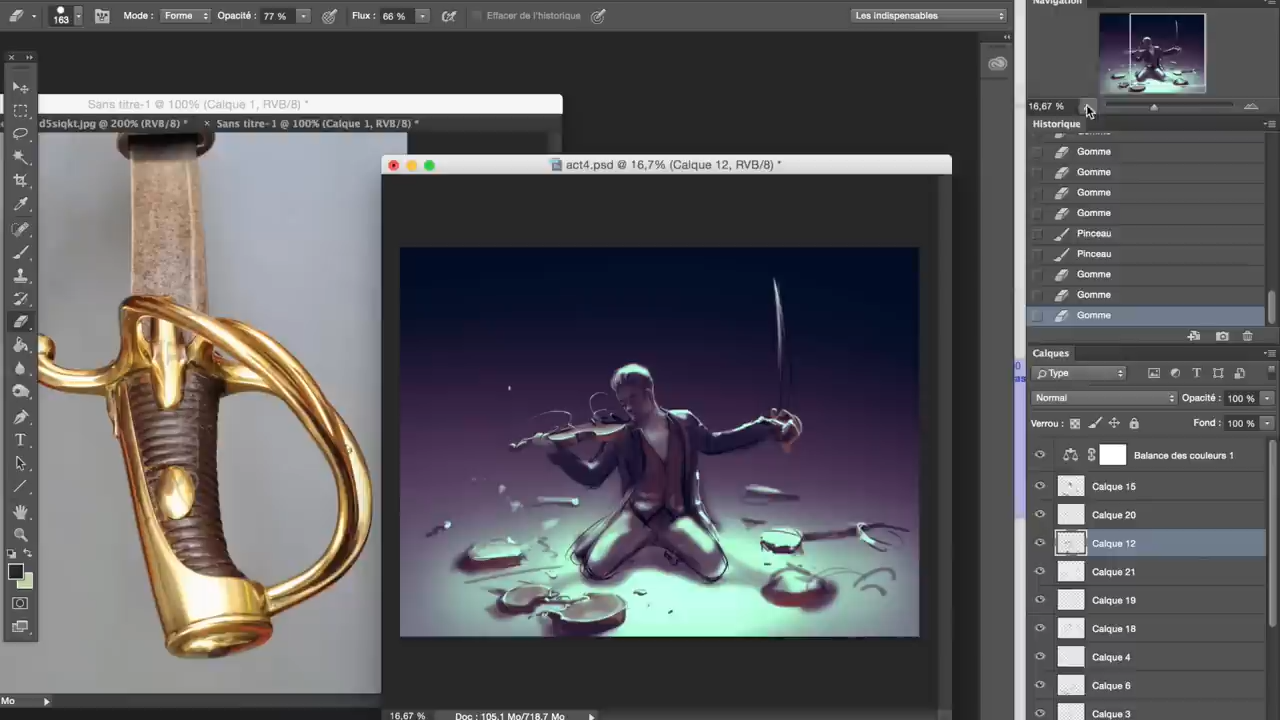 163
Mode : Forme
Opacité : 77 %
Flux : 66 %
Effacer de l'historique
Les indispensables
Navigation
16,67 %
Historique
Gomme
Gomme
Gomme
Gomme
Pinceau
Pinceau
Gomme
Gomme
Gomme
Sans titre-1 @ 100% (Calque 1, RVB/8) *
d5siqkt.jpg @ 200% (RVB/8) * × Sans titre-1 @ 100% (Calque 1, RVB/8) *
act4.psd @ 16,7% (Calque 12, RVB/8) *
Calques
Type
Normal
Opacité : 100 %
Verrou :
Fond : 100 %
Balance des couleurs 1
Calque 15
Calque 20
Calque 12
Calque 21
Calque 19
Calque 18
Calque 4
Calque 6
Calque 3
Mo
16,67 % Doc : 105,1 Mo/718,7 Mo